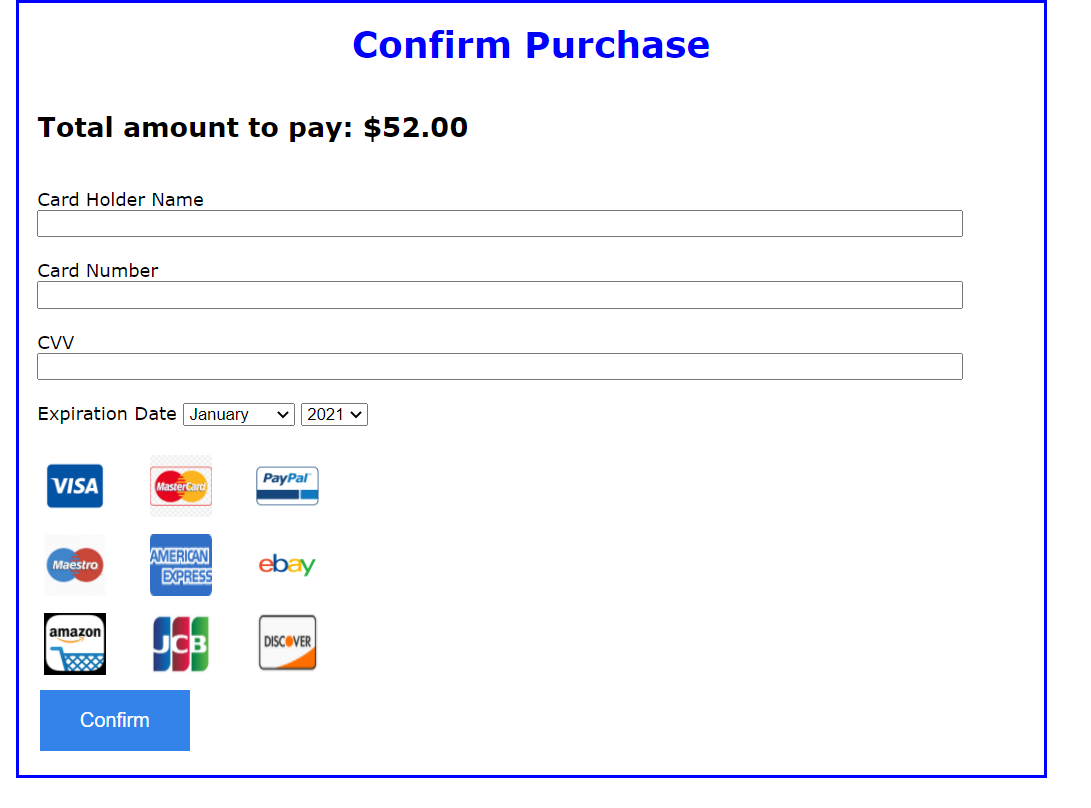 Confirm Purchase
Total amount to pay: $52.00
Card Holder Name
Card Number
CVV
Expiration Date January 2021
VISA MasterCard PayPal
Maestro AMERICAN EXPRESS ebay
amazon JCB DISCOVER
Confirm